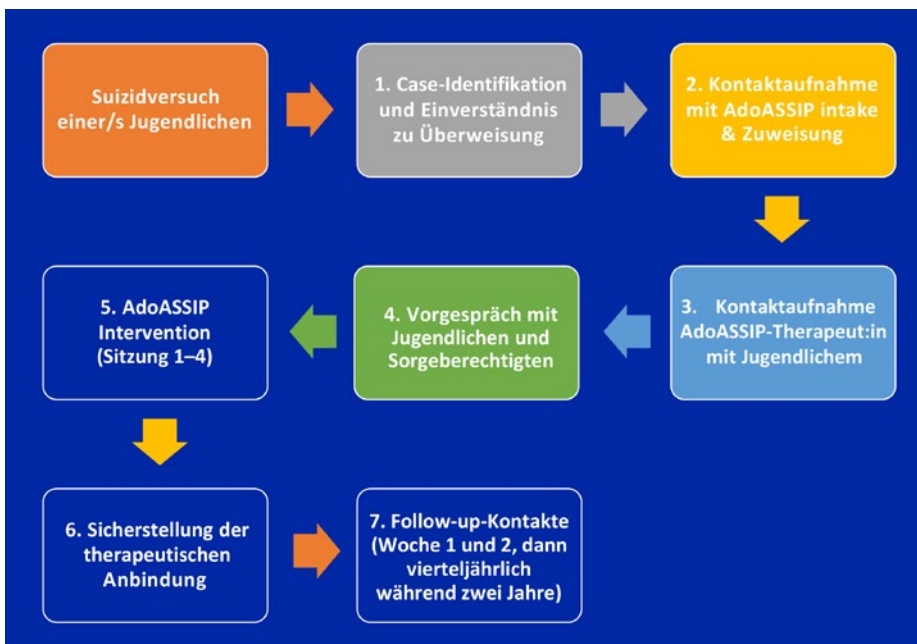 Suizidversuch
einer/s Jugendlichen
1. Case-Identifikation
und Einverständnis
zu Überweisung
2. Kontaktaufnahme
mit AdoASSIP intake
& Zuweisung
3. Kontaktaufnahme
AdoASSIP-Therapeut:in
mit Jugendlichem
4. Vorgespräch mit
Jugendlichen und
Sorgeberechtigten
5. AdoASSIP
Intervention
(Sitzung 1–4)
6. Sicherstellung der
therapeutischen
Anbindung
7. Follow-up-Kontakte
(Woche 1 und 2, dann
vierteljährlich
während zwei Jahre)